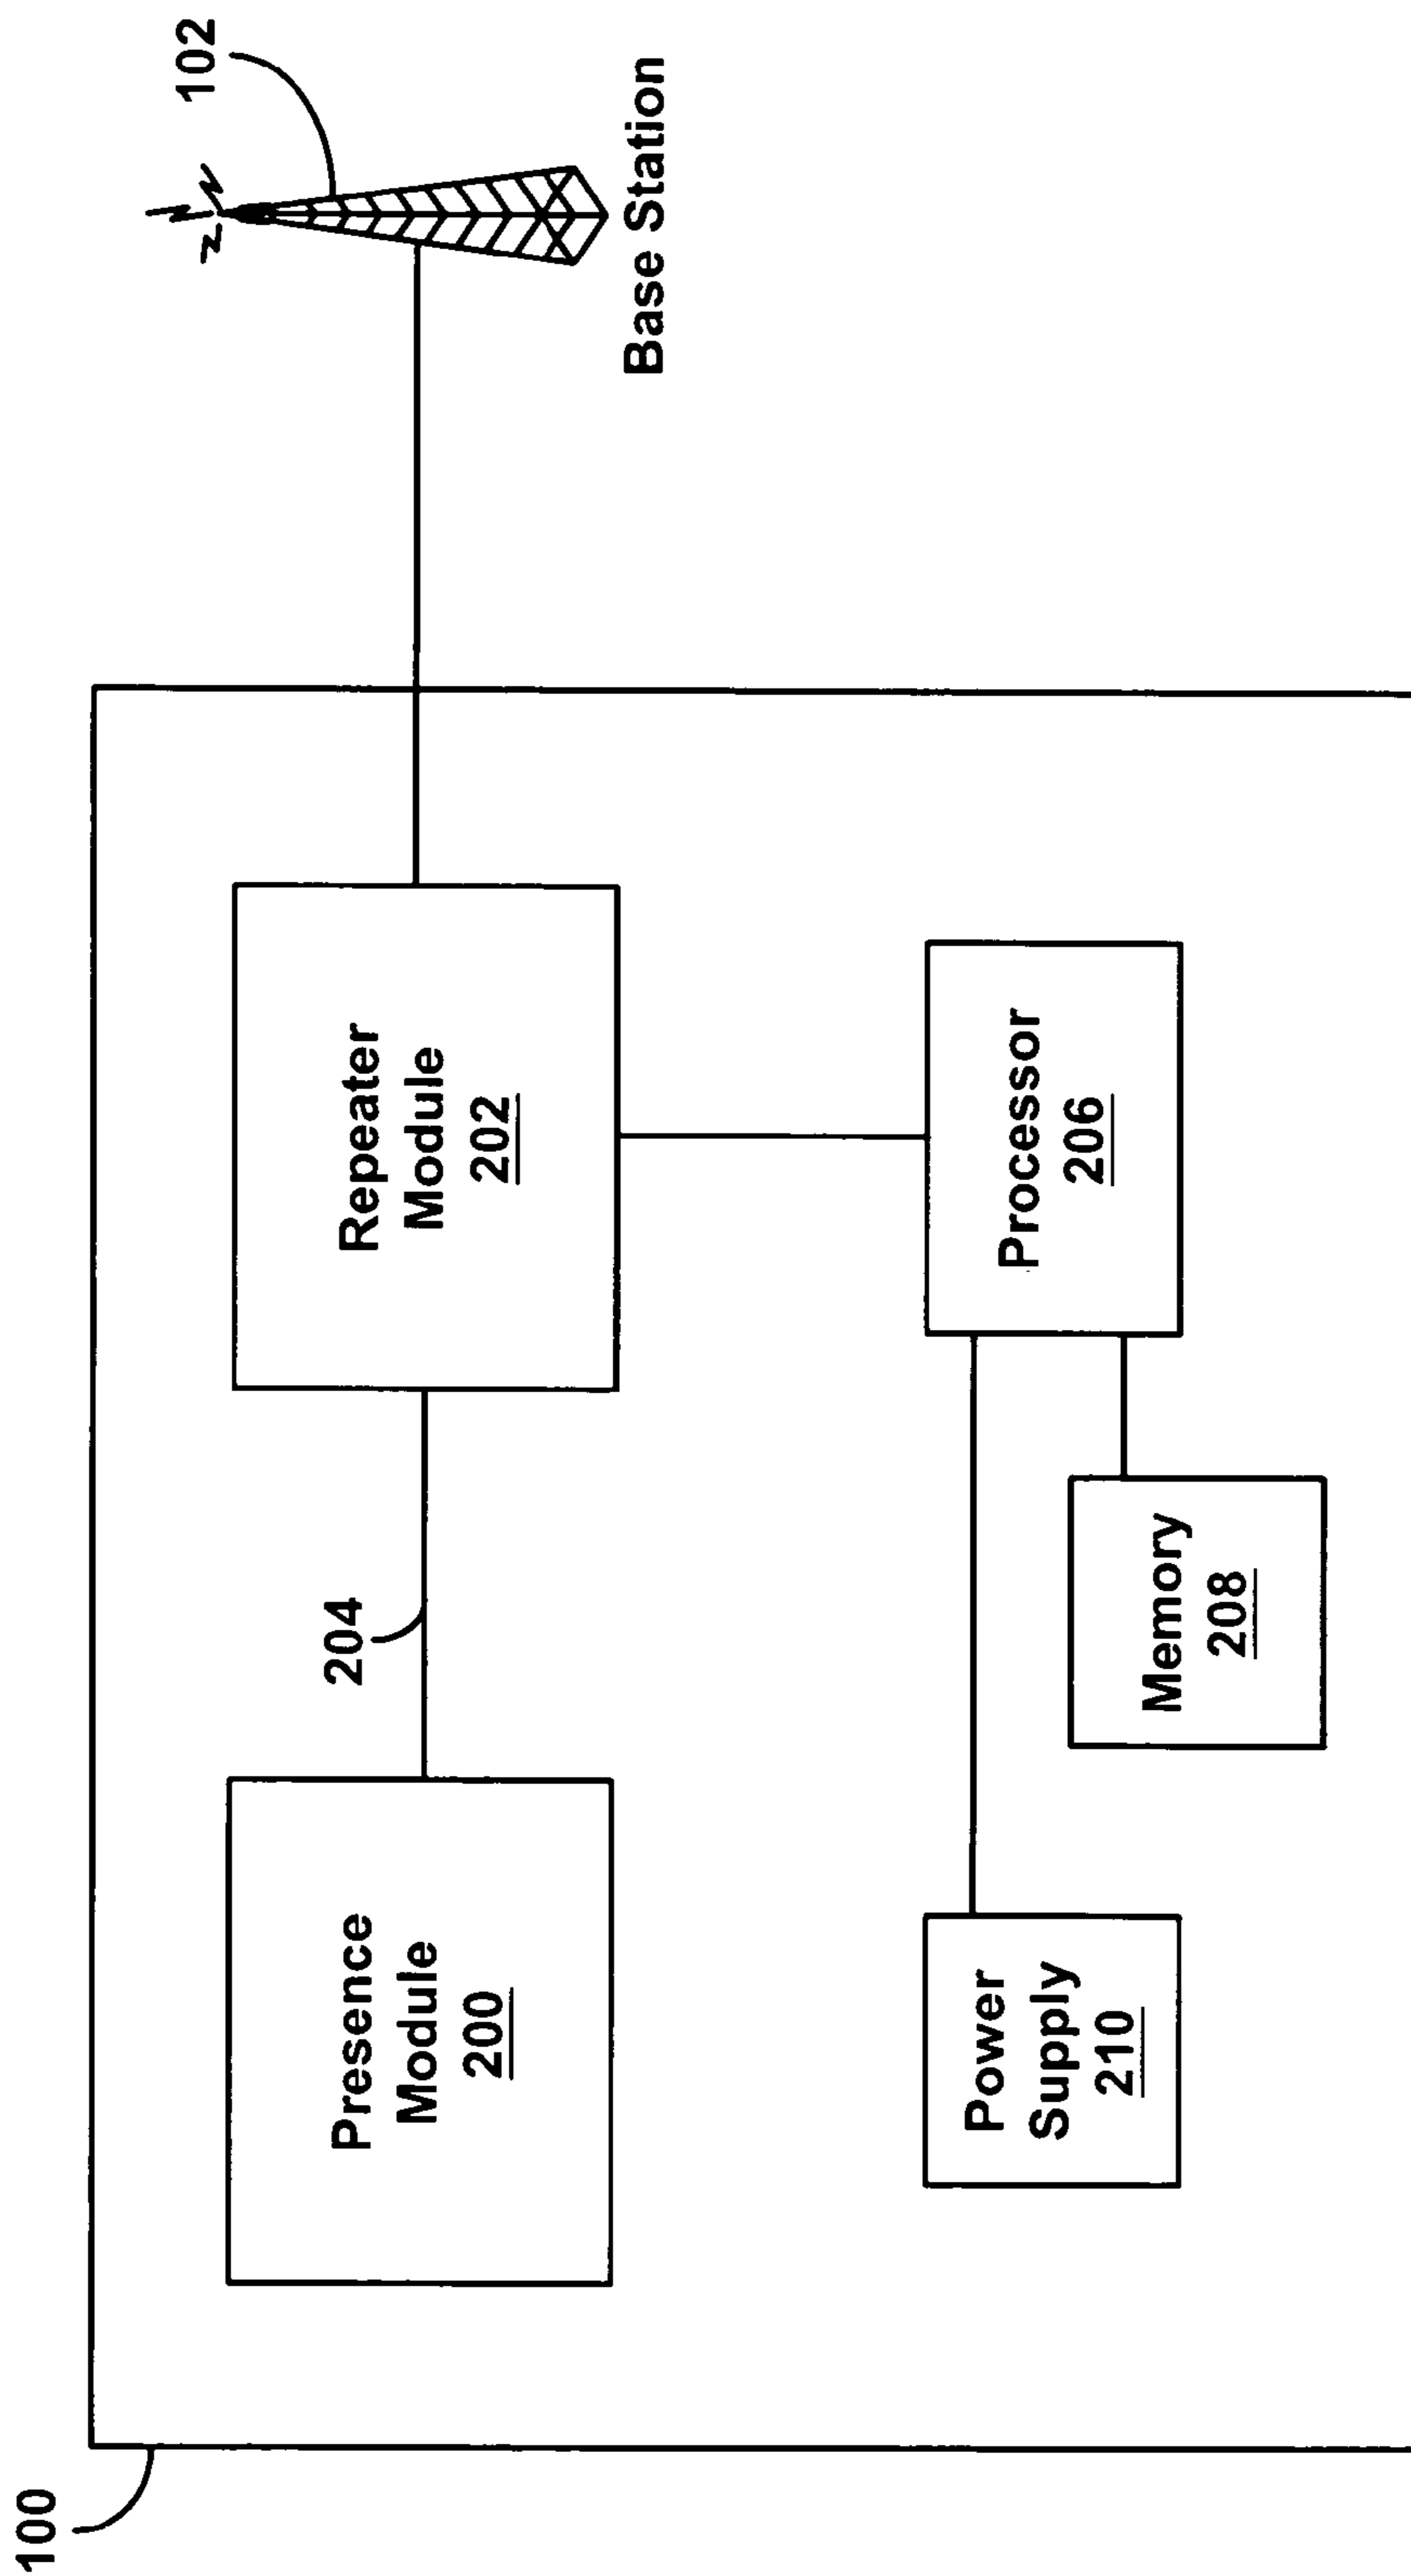 100
102
Base Station
204
Presence
Module
200
Repeater
Module
202
Power
Supply
210
Memory
208
Processor
206